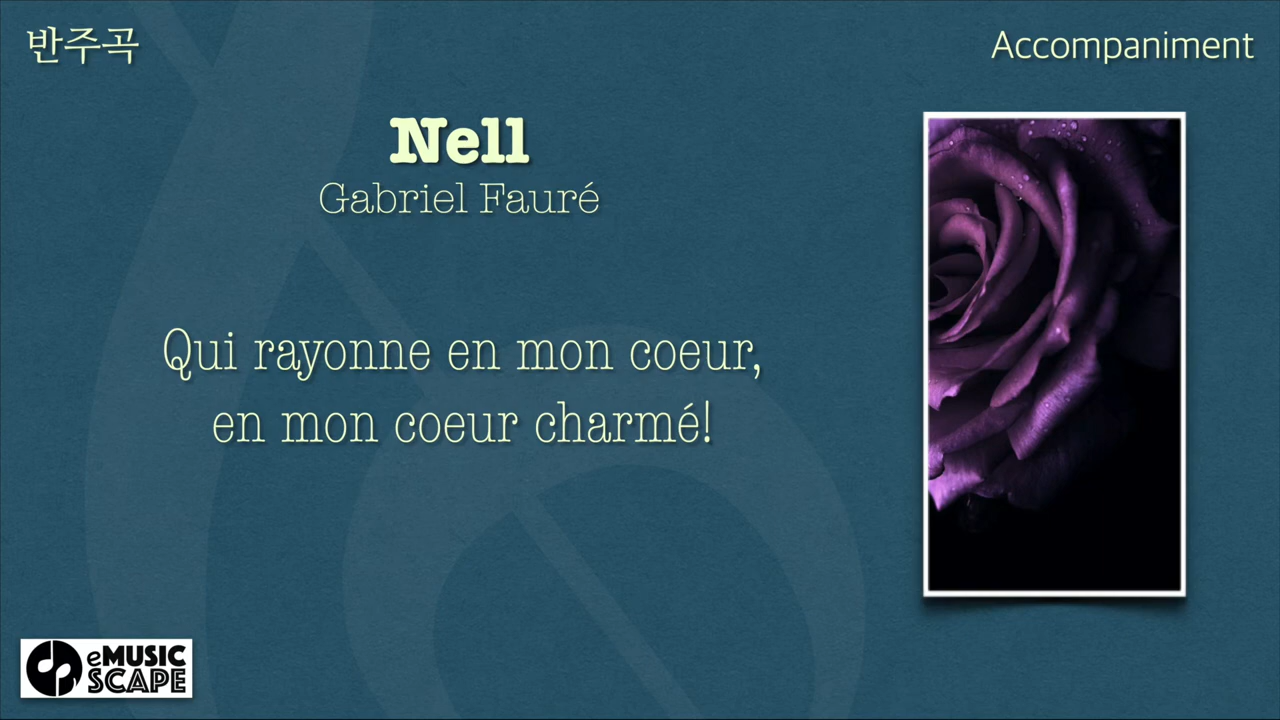 반주곡
Accompaniment
Nell
Gabriel Fauré
Qui rayonne en mon coeur,
en mon coeur charmé!
eMUSIC
SCAPE